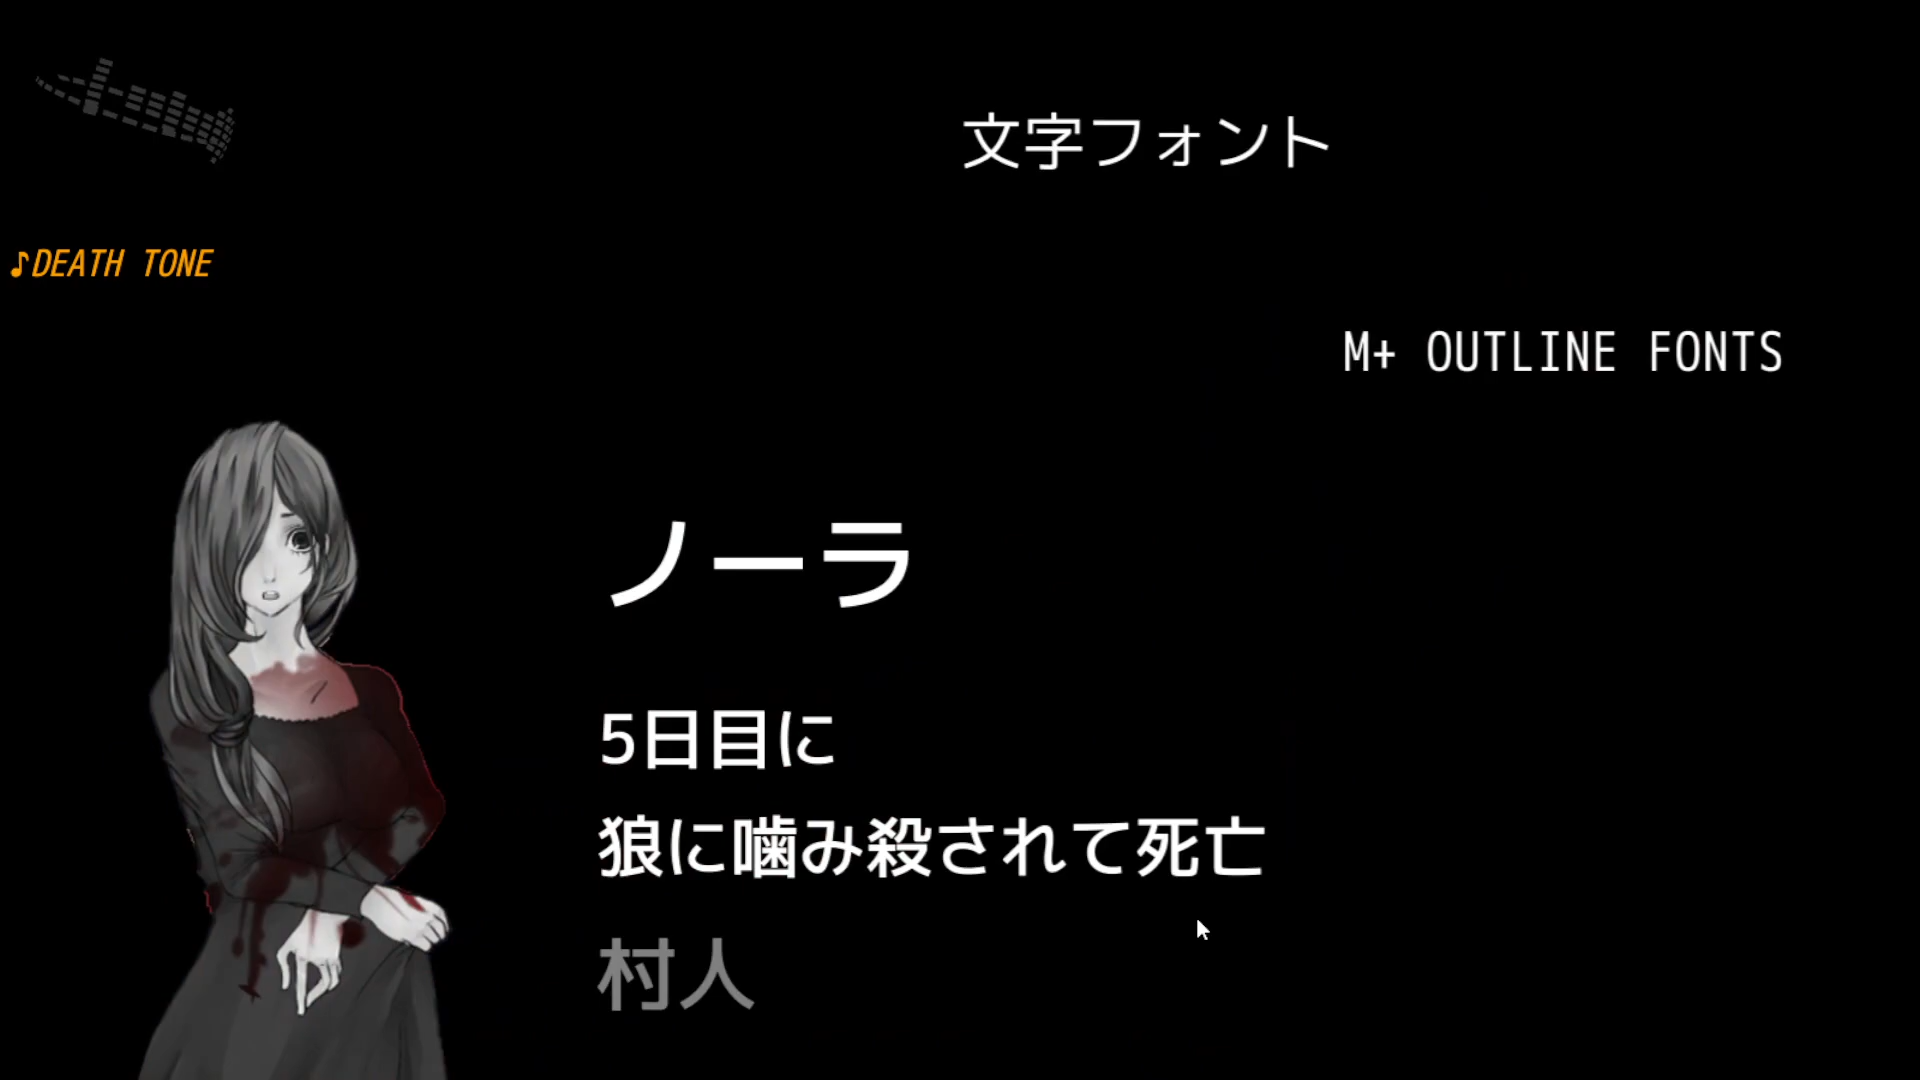 文字フォント
♪DEATH TONE
M+ OUTLINE FONTS
ノーラ
5日目に
狼に噛み殺されて死亡
村人